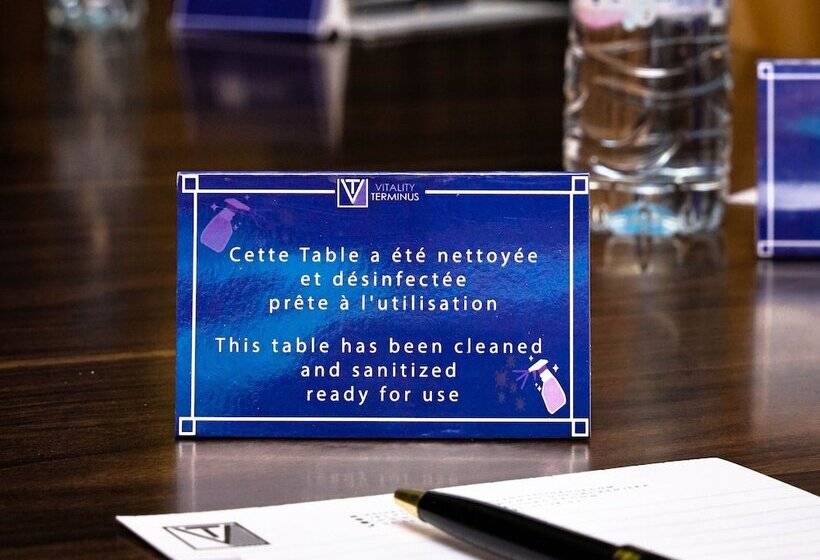 VITALITY
TERMINUS
Cette Table a été nettoyée
et désinfectée
prête à l'utilisation
This table has been cleaned
and sanitized
ready for use